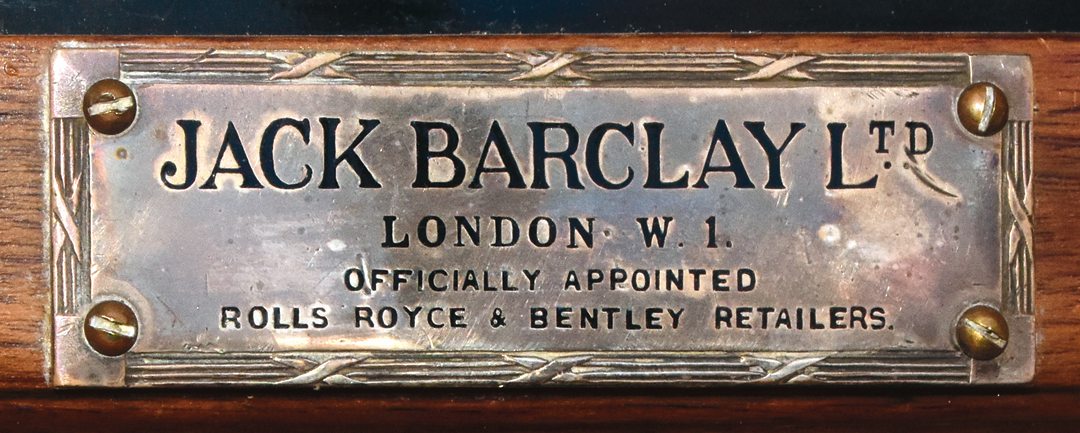 JACK BARCLAY LTD
LONDON W. 1.
OFFICIALLY APPOINTED
ROLLS ROYCE & BENTLEY RETAILERS.